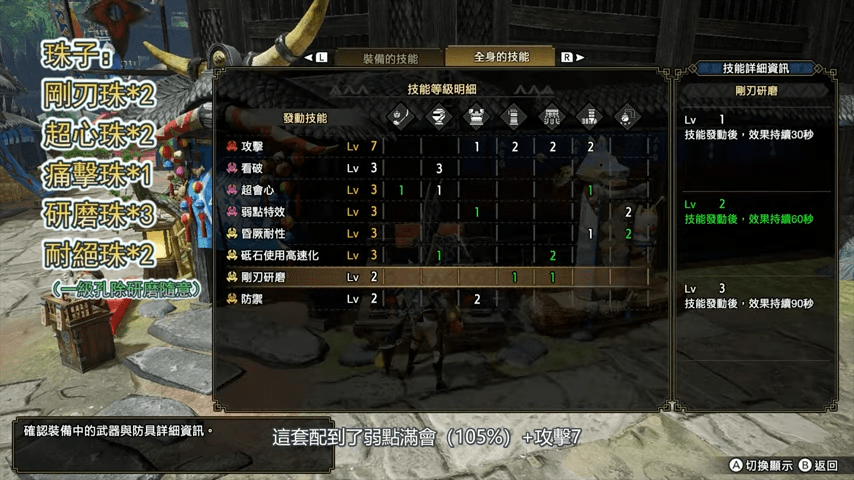 珠子：
剛刃珠*2
超心珠*2
痛擊珠*1
研磨珠*3
耐絕珠*2
（一級孔除研磨隨意）
L 裝備的技能 全身的技能 R
技能等級明細
發動技能
攻擊 Lv 7 1 2 2 2
看破 Lv 3 3
超會心 Lv 3 1 1 1
弱點特效 Lv 3 1 2
昏厥耐性 Lv 3 1 2
砥石使用高速化 Lv 3 1 2
剛刃研磨 Lv 2 1 1
防禦 Lv 2 2
技能詳細資訊
剛刃研磨
Lv 1
技能發動後，效果持續30秒
Lv 2
技能發動後，效果持續60秒
Lv 3
技能發動後，效果持續90秒
確認裝備中的武器與防具詳細資訊。
這套配到了弱點滿會（105%）+攻擊7
A 切換顯示 B 返回